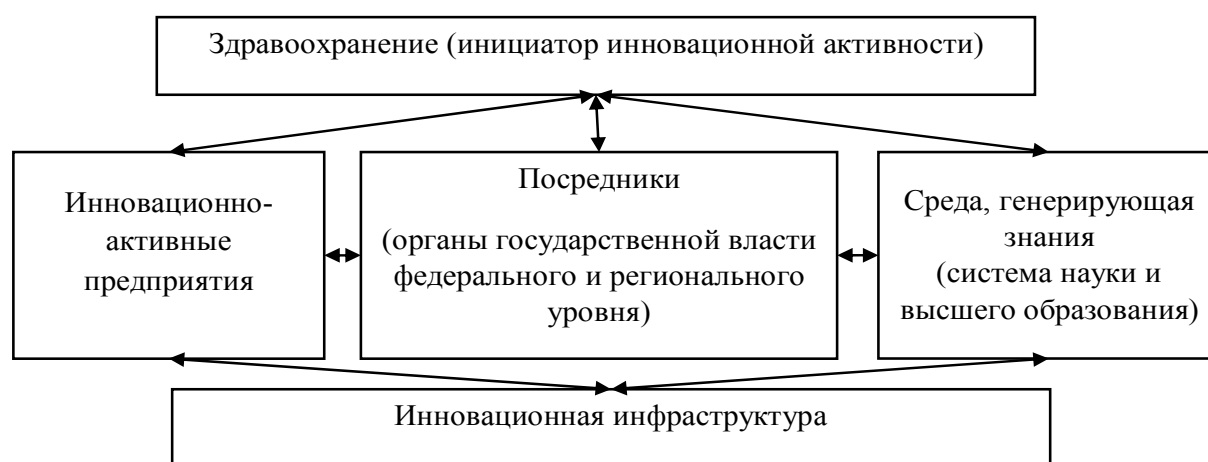 Здравоохранение (инициатор инновационной активности)
Инновационно-
активные
предприятия
Посредники
(органы государственной власти
федерального и регионального
уровня)
Среда, генерирующая
знания
(система науки и
высшего образования)
Инновационная инфраструктура